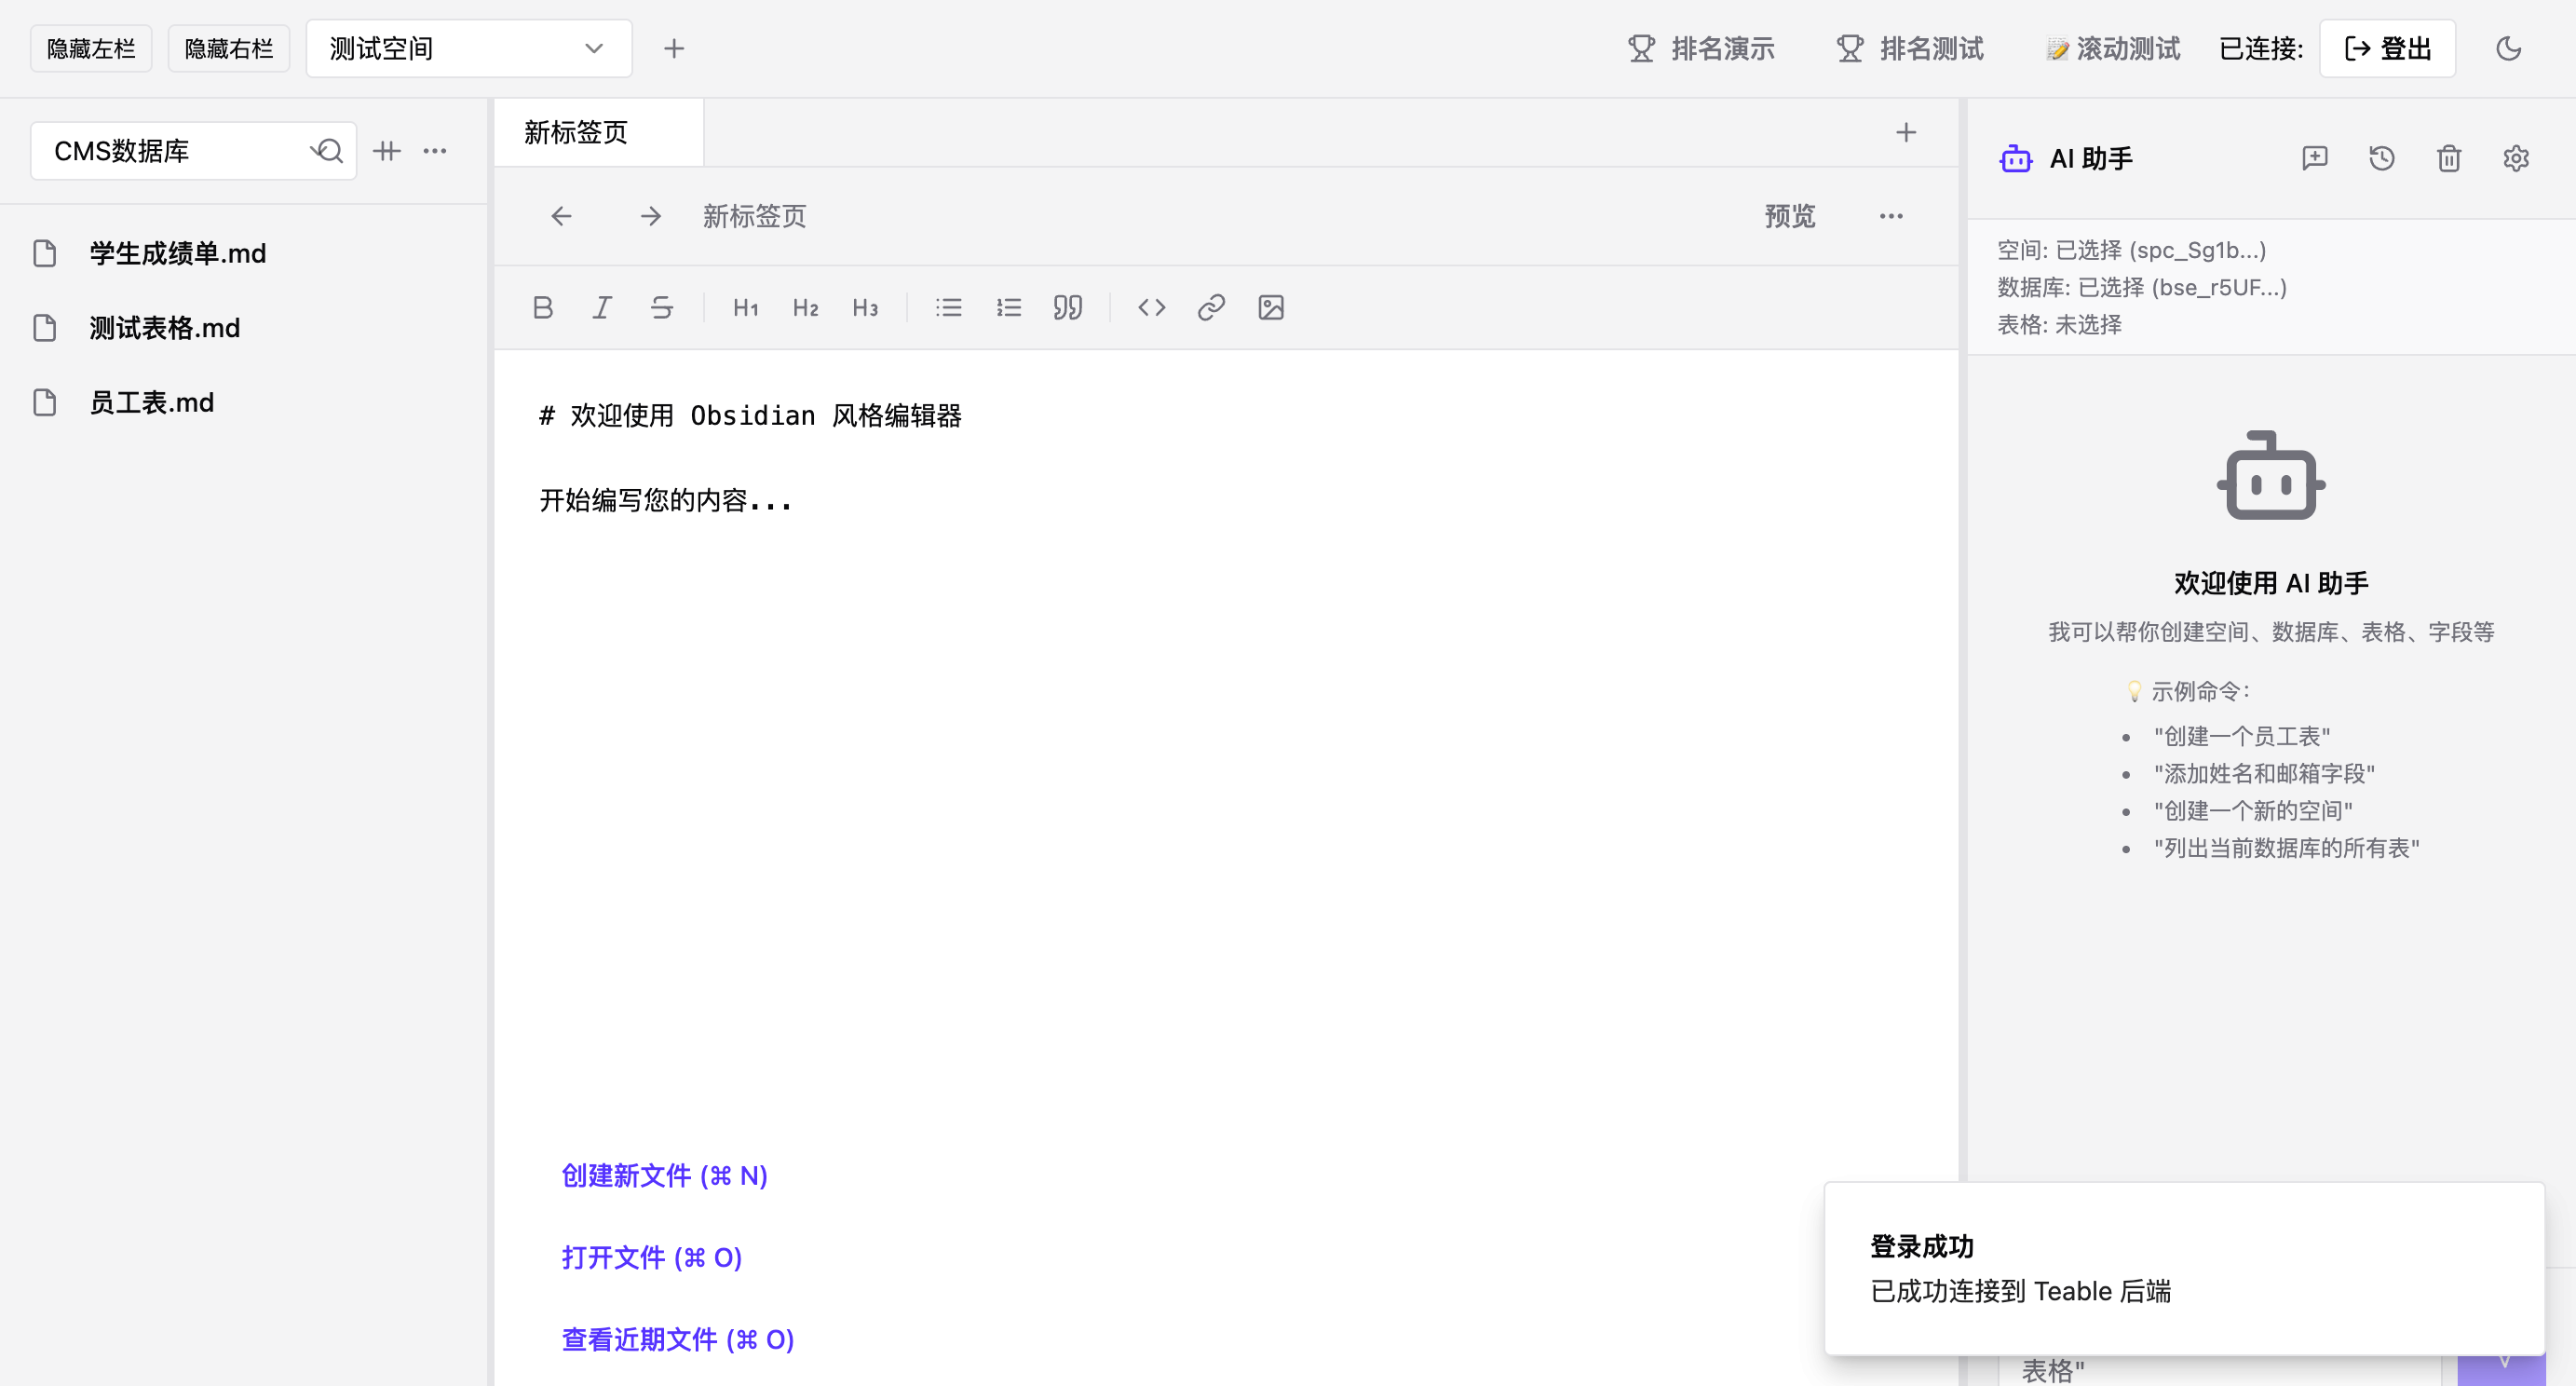 隐藏左栏 隐藏右栏 测试空间 排名演示 排名测试 滚动测试 已连接: 登出
CMS数据库
学生成绩单.md
测试表格.md
员工表.md
新标签页
新标签页 预览
B I S H1 H2 H3
# 欢迎使用 Obsidian 风格编辑器
开始编写您的内容...
创建新文件 (⌘ N)
打开文件 (⌘ O)
查看近期文件 (⌘ O)
AI 助手
空间: 已选择 (spc_Sg1b...)
数据库: 已选择 (bse_r5UF...)
表格: 未选择
欢迎使用 AI 助手
我可以帮你创建空间、数据库、表格、字段等
💡 示例命令:
• "创建一个员工表"
• "添加姓名和邮箱字段"
• "创建一个新的空间"
• "列出当前数据库的所有表"
登录成功
已成功连接到 Teable 后端
表格"